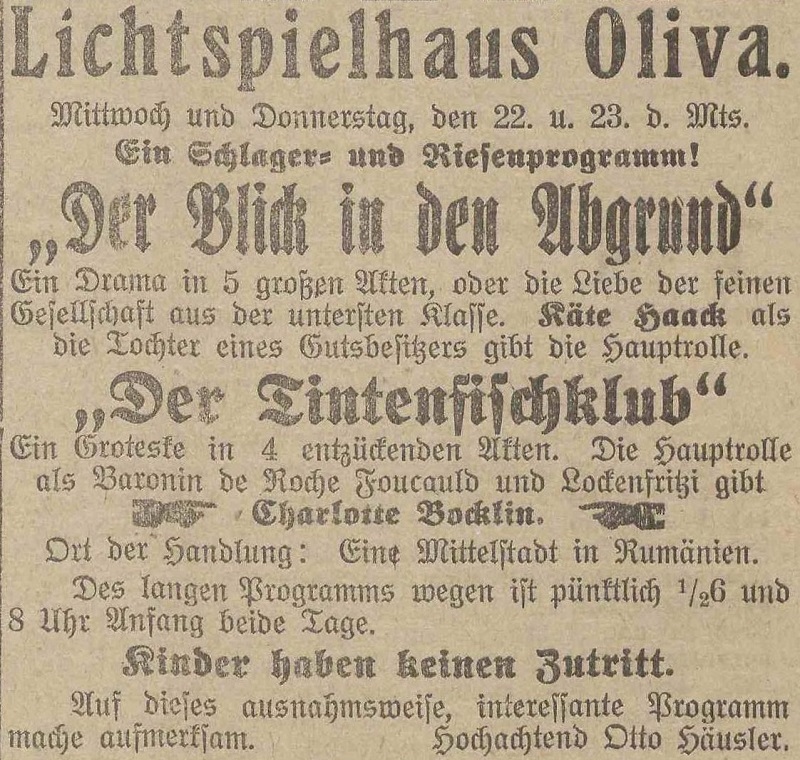 Lichtspielhaus Oliva.
Mittwoch und Donnerstag, den 22. u. 23. d. Mts.
Ein Schlager- und Riesenprogramm!
„Der Blick in den Abgrund“
Ein Drama in 5 großen Akten, oder die Liebe der feinen
Gesellschaft aus der untersten Klasse. Käte Haack als
die Tochter eines Gutsbesitzers gibt die Hauptrolle.
„Der Tintenfischklub“
Ein Groteske in 4 entzückenden Akten. Die Hauptrolle
als Baronin de Roche Foucauld und Lockenfritzi gibt
Charlotte Bocklin.
Ort der Handlung: Eine Mittelstadt in Rumänien.
Des langen Programms wegen ist pünktlich ½6 und
8 Uhr Anfang beide Tage.
Kinder haben keinen Zutritt.
Auf dieses ausnahmsweise, interessante Programm
mache aufmerksam. Hochachtend Otto Häusler.